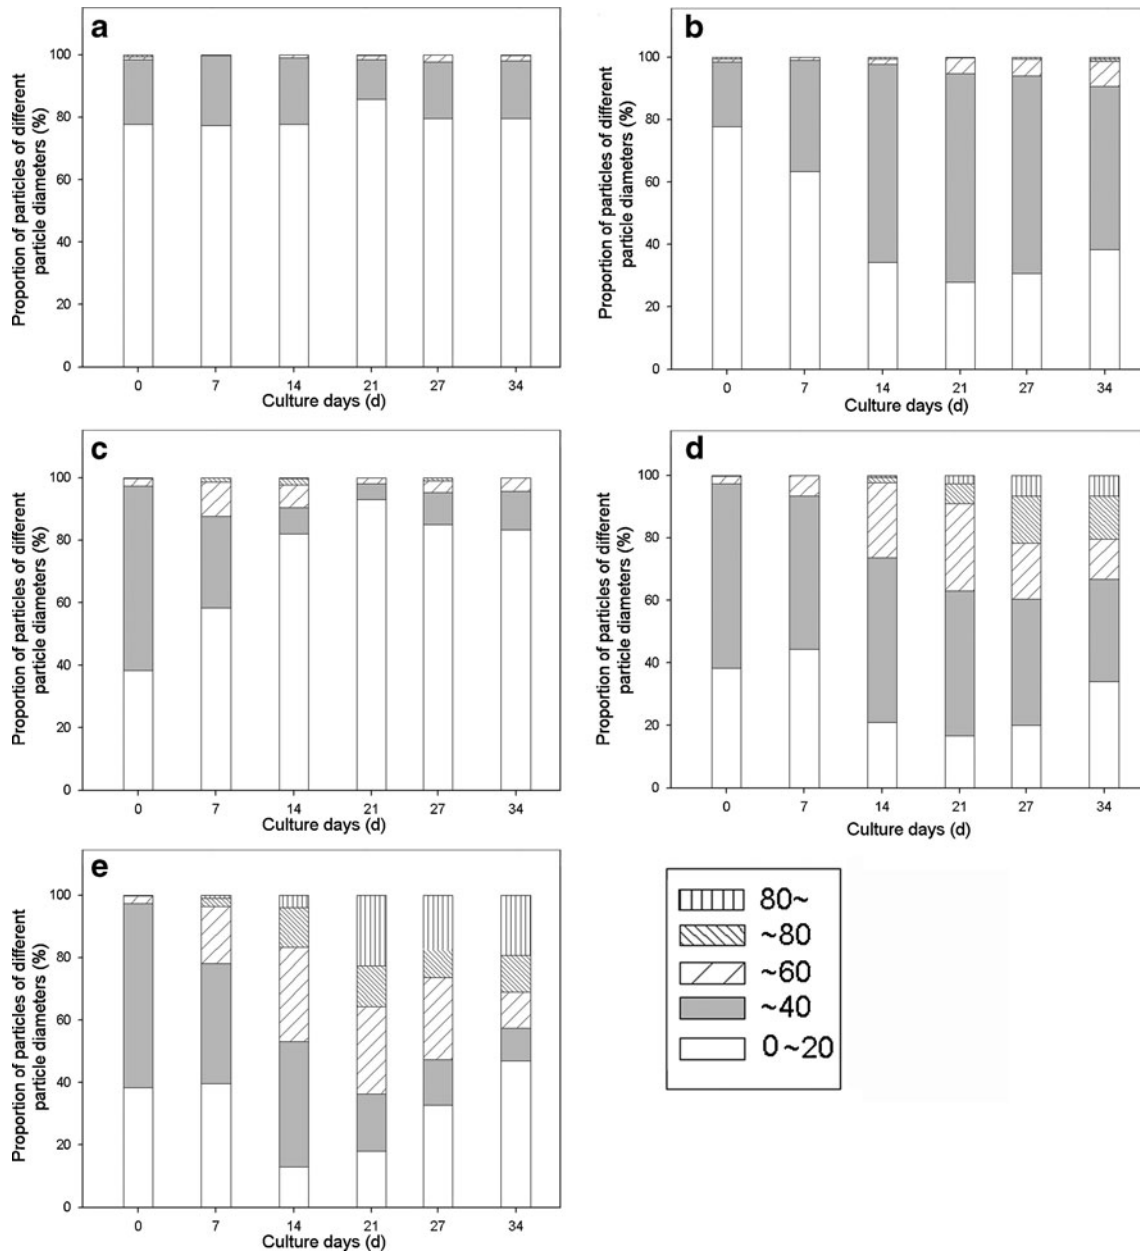 a
Proportion of particles of different
particle diameters (%)
100
80
60
40
20
0
0 7 14 21 27 34
Culture days (d)
b
Proportion of particles of different
particle diameters (%)
100
80
60
40
20
0
0 7 14 21 27 34
Culture days (d)
c
Proportion of particles of different
particle diameters (%)
100
80
60
40
20
0
0 7 14 21 27 34
Culture days (d)
d
Proportion of particles of different
particle diameters (%)
100
80
60
40
20
0
0 7 14 21 27 34
Culture days (d)
e
Proportion of particles of different
particle diameters (%)
100
80
60
40
20
0
0 7 14 21 27 34
Culture days (d)
80~
~80
~60
~40
0~20